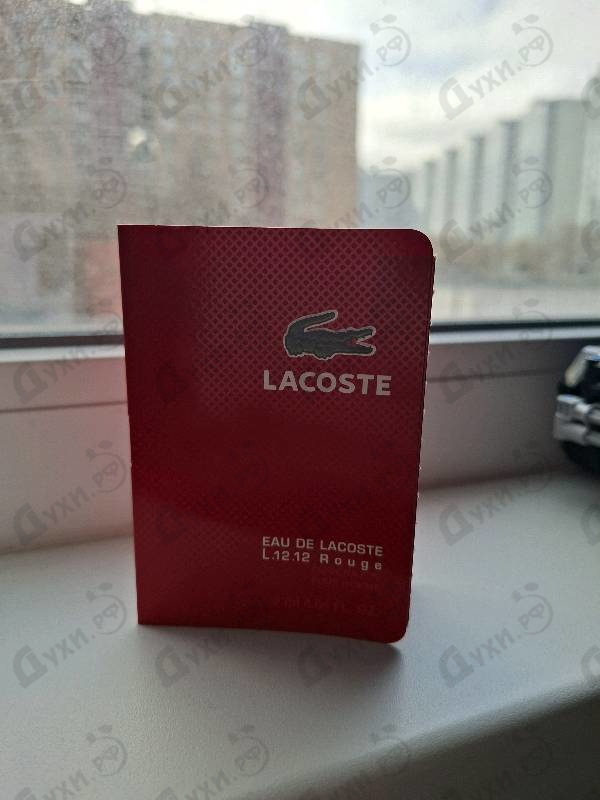 LACOSTE
EAU DE LACOSTE
L.12.12 Rouge
Духи.РФ